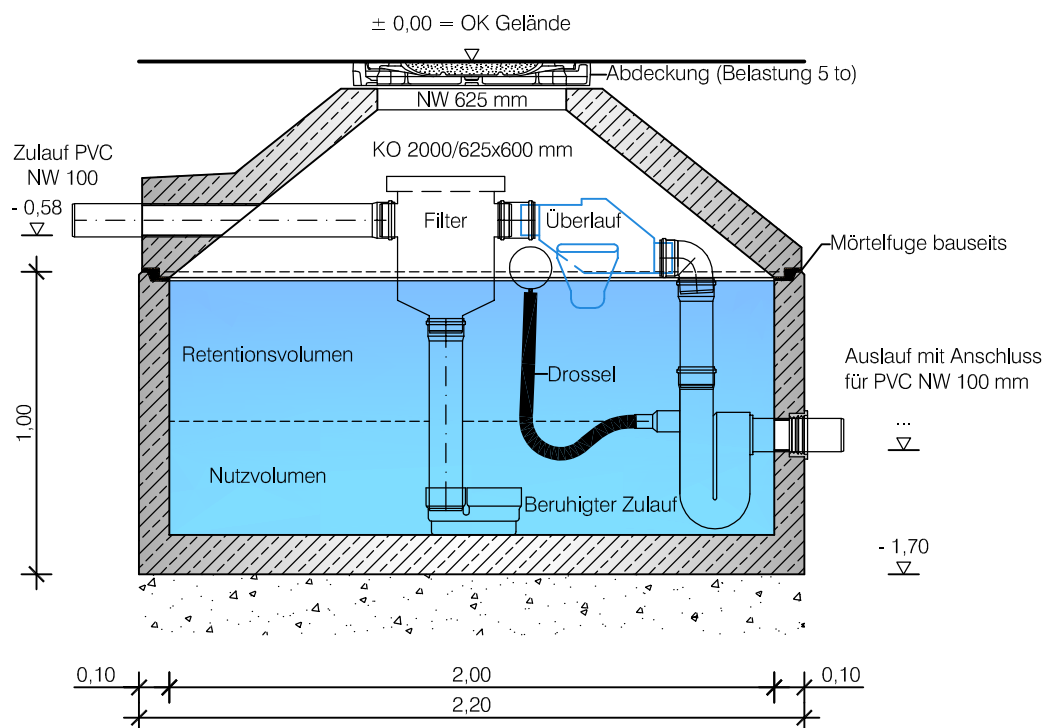 ± 0,00 = OK Gelände
Abdeckung (Belastung 5 to)
NW 625 mm
KO 2000/625x600 mm
Zulauf PVC
NW 100
- 0,58
Filter
Überlauf
Mörtelfuge bauseits
Retentionsvolumen
Drossel
Auslauf mit Anschluss
für PVC NW 100 mm
...
1,00
Nutzvolumen
Beruhigter Zulauf
- 1,70
0,10
2,00
0,10
2,20